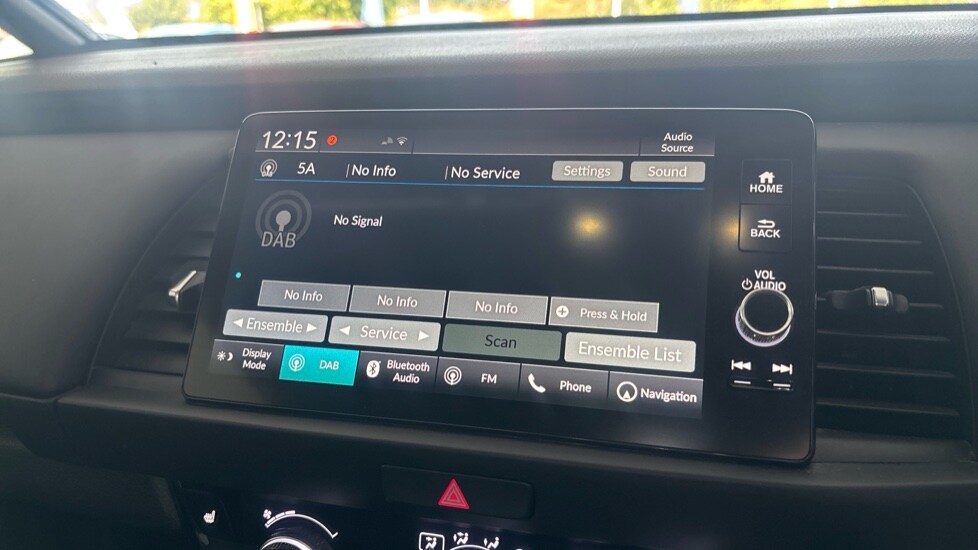 12:15 2 Audio
Source
5A No Info No Service Settings Sound
HOME
DAB No Signal
BACK
VOL
AUDIO
No Info No Info No Info Press & Hold
Ensemble Service Scan Ensemble List
Display
Mode DAB Bluetooth
Audio FM Phone Navigation